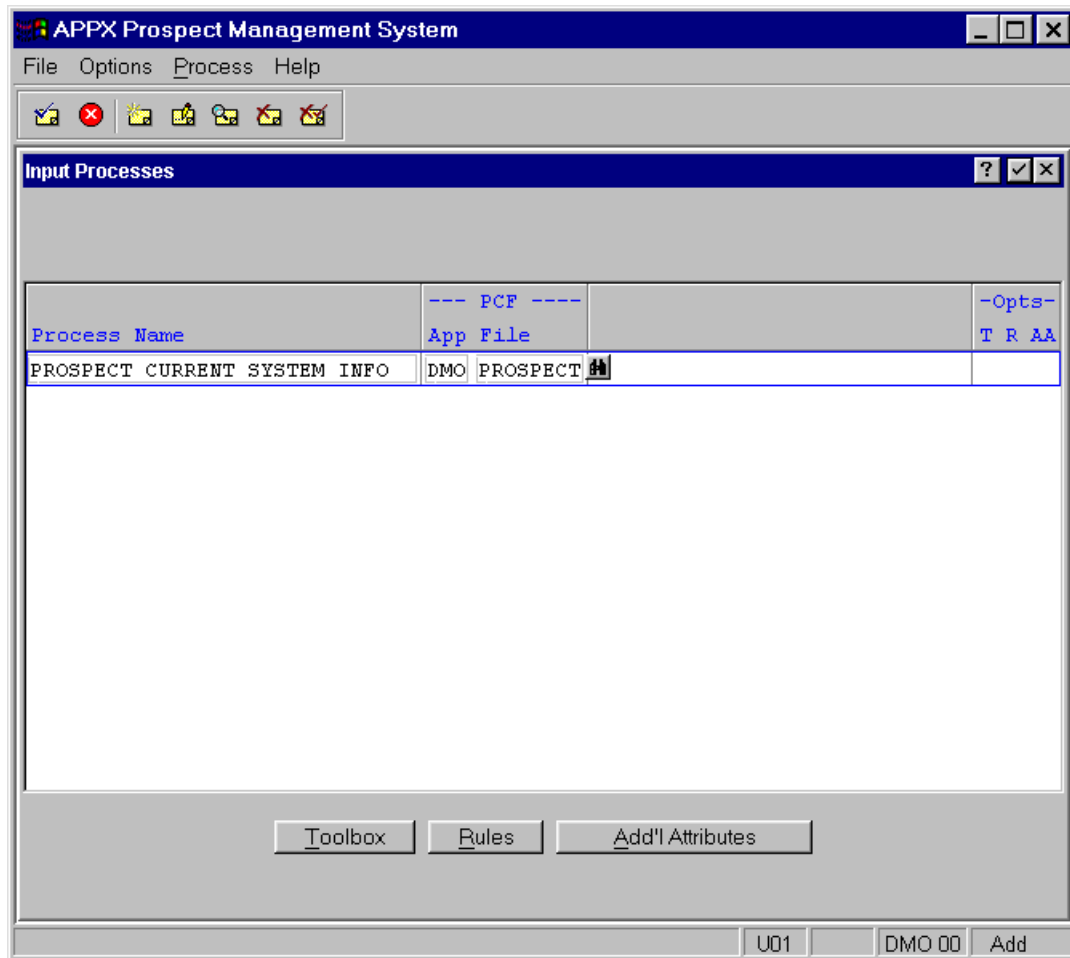 APPX Prospect Management System
File Options Process Help
Input Processes
?
--- PCF ---- -Opts-
Process Name App File T R AA
PROSPECT CURRENT SYSTEM INFO DMO PROSPECT
Toolbox Rules Add'l Attributes
U01 DMO 00 Add